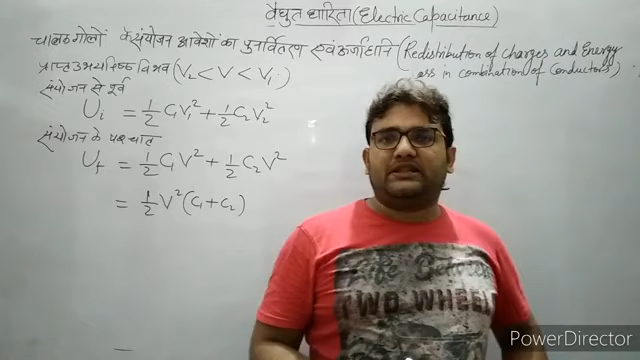 वैद्युत धारिता (Electric Capacitance)
चालक गोलों के संयोजन आवेशों का पुनर्वितरण एवं ऊर्जा हानि (Redistribution of charges and Energy
प्राप्त उभयनिष्ठ विभव (V₂ < V < V₁) loss in combination of Conductors)
संयोजन से पूर्व
Uᵢ = 1/2 C₁V₁² + 1/2 C₂V₂²
संयोजन के पश्चात
U_f = 1/2 C₁V² + 1/2 C₂V²
= 1/2 V² (C₁ + C₂)
TWO WHEEL
PowerDirector